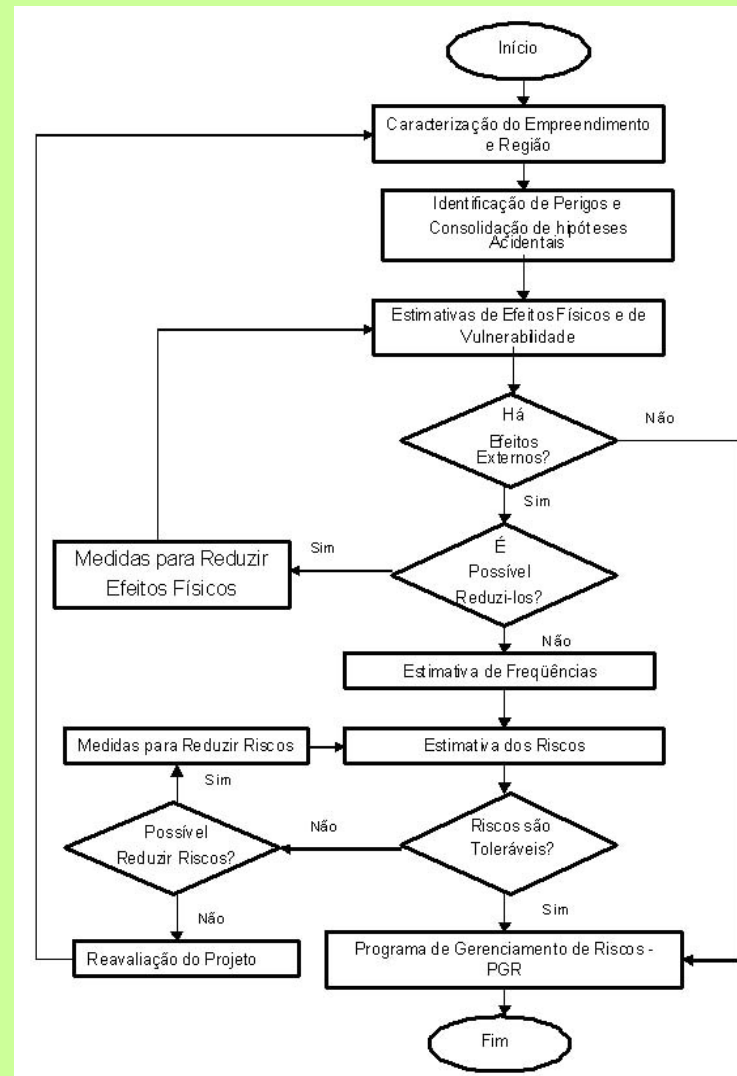 Início
Caracterização do Empreendimento
e Região
Identificação de Perigos e
Consolidação de hipóteses
Acidentais
Estimativas de Efeitos Físicos e de
Vulnerabilidade
Há
Efeitos
Externos?
Não
Sim
É
Possível
Reduzi-los?
Sim
Medidas para Reduzir
Efeitos Físicos
Não
Estimativa de Freqüências
Medidas para Reduzir Riscos
Estimativa dos Riscos
Sim
Possível
Reduzir Riscos?
Não
Riscos são
Toleráveis?
Não
Sim
Reavaliação do Projeto
Programa de Gerenciamento de Riscos -
PGR
Fim